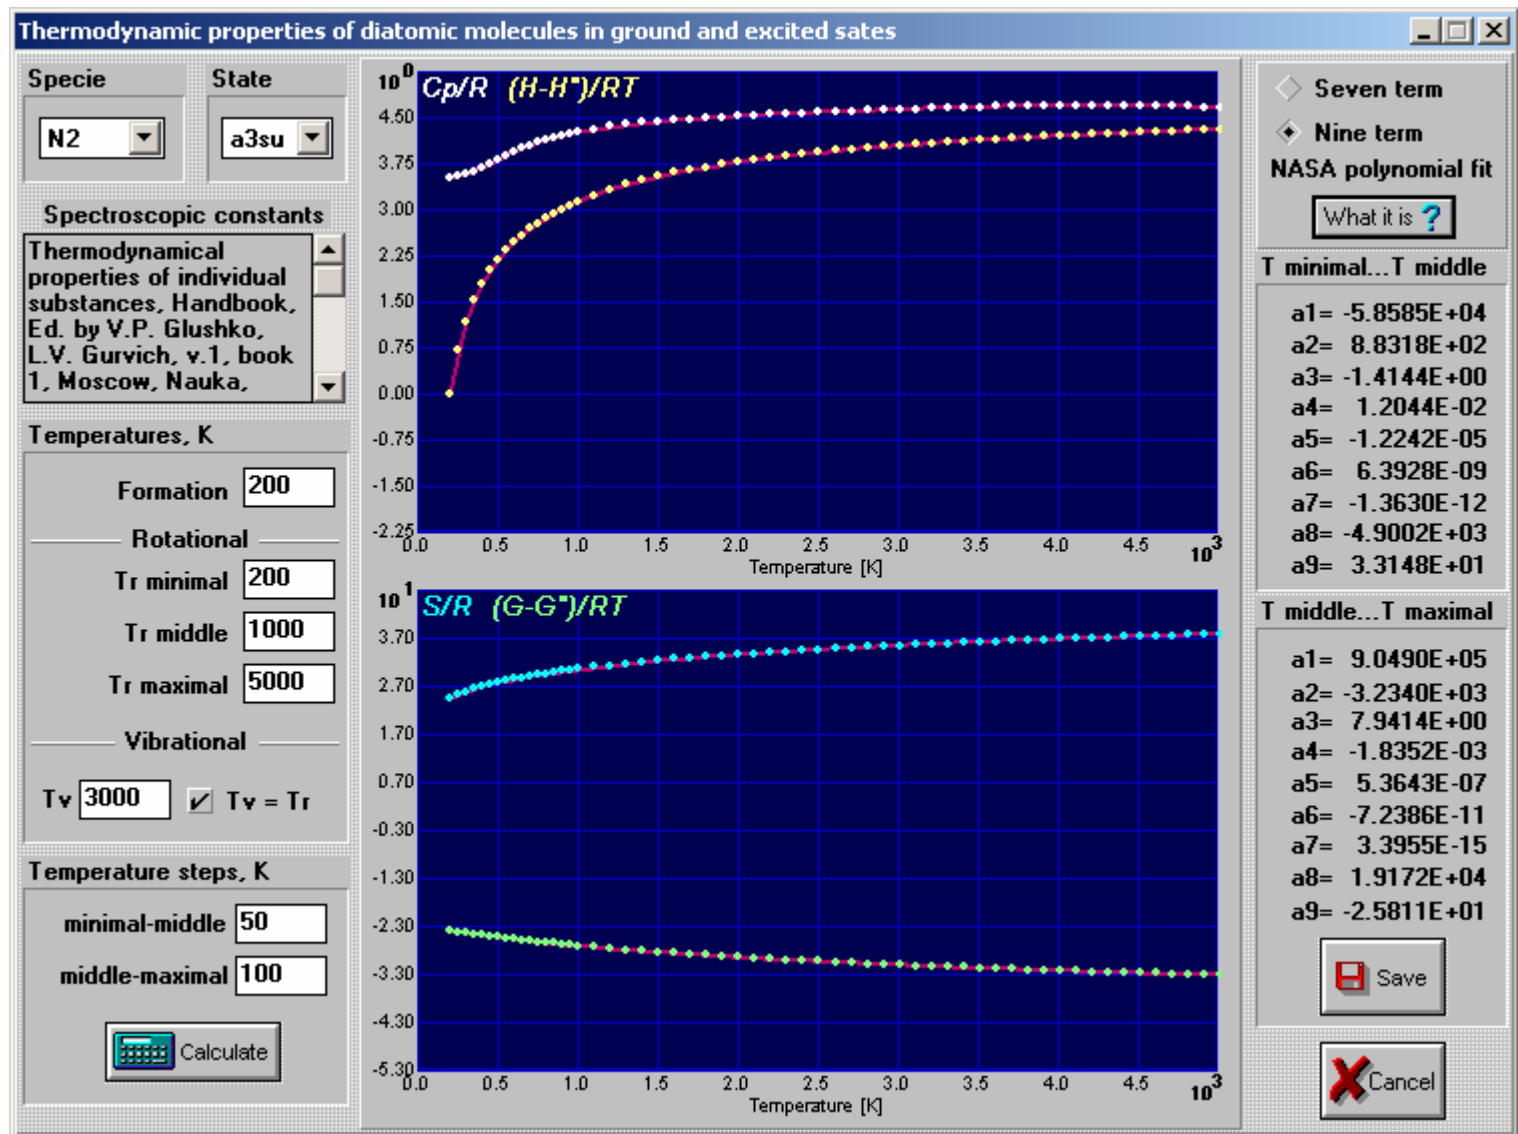 Thermodynamic properties of diatomic molecules in ground and excited sates
Specie
State
N2
a3su
Spectroscopic constants
Thermodynamical
properties of individual
substances, Handbook,
Ed. by V.P. Glushko,
L.V. Gurvich, v.1, book
1, Moscow, Nauka,
Temperatures, K
Formation 200
Rotational
Tr minimal 200
Tr middle 1000
Tr maximal 5000
Vibrational
Tv 3000 Tv = Tr
Temperature steps, K
minimal-middle 50
middle-maximal 100
Calculate
10 0
Cp/R (H-H")/RT
4.50
3.75
3.00
2.25
1.50
0.75
0.00
-0.75
-1.50
-2.25
0.0 0.5 1.0 1.5 2.0 2.5 3.0 3.5 4.0 4.5 10 3
Temperature [K]
10 1
S/R (G-G")/RT
3.70
2.70
1.70
0.70
-0.30
-1.30
-2.30
-3.30
-4.30
-5.30
0.0 0.5 1.0 1.5 2.0 2.5 3.0 3.5 4.0 4.5 10 3
Temperature [K]
Seven term
Nine term
NASA polynomial fit
What it is ?
T minimal...T middle
a1= -5.8585E+04
a2= 8.8318E+02
a3= -1.4144E+00
a4= 1.2044E-02
a5= -1.2242E-05
a6= 6.3928E-09
a7= -1.3630E-12
a8= -4.9002E+03
a9= 3.3148E+01
T middle...T maximal
a1= 9.0490E+05
a2= -3.2340E+03
a3= 7.9414E+00
a4= -1.8352E-03
a5= 5.3643E-07
a6= -7.2386E-11
a7= 3.3955E-15
a8= 1.9172E+04
a9= -2.5811E+01
Save
Cancel